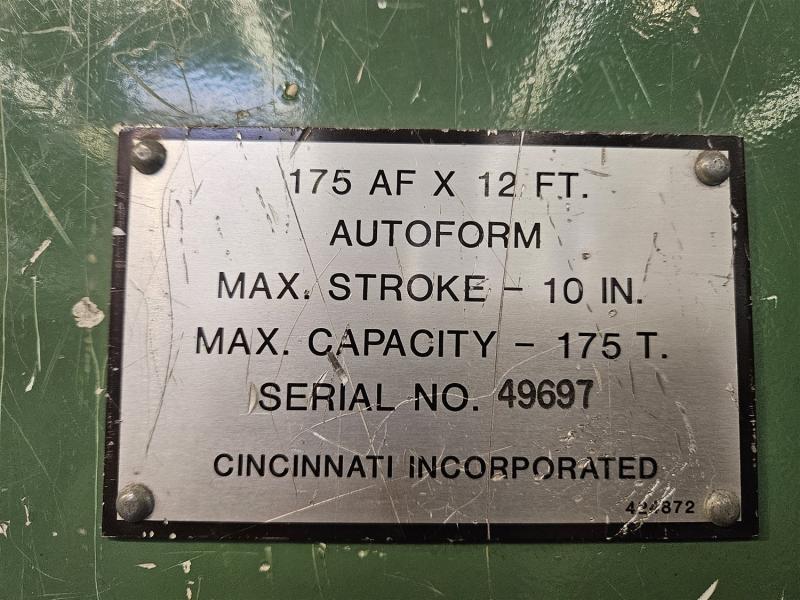 175 AF X 12 FT.
AUTOFORM
MAX. STROKE - 10 IN.
MAX. CAPACITY - 175 T.
SERIAL NO. 49697
CINCINNATI INCORPORATED